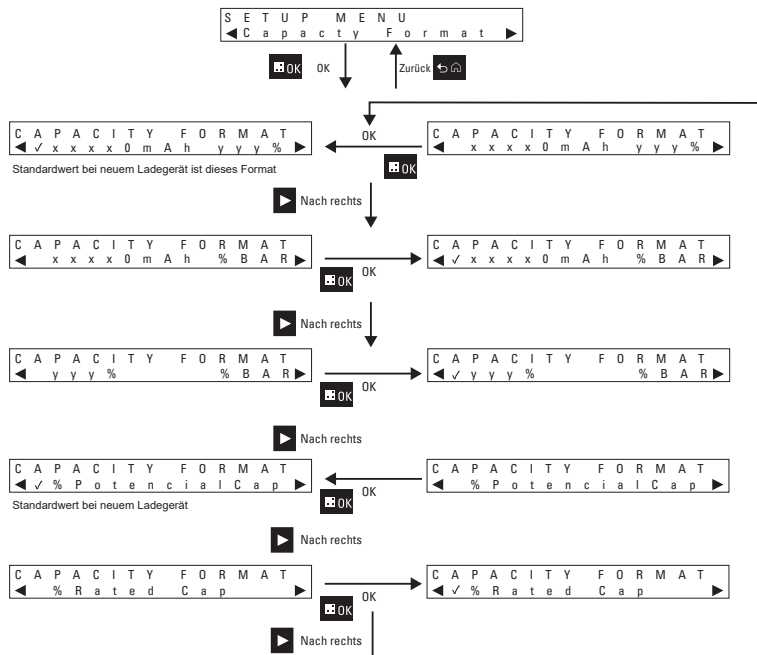 SETUP MENU
◀Capacty Format ▶
OK OK Zurück
OK
CAPACITY FORMAT
◀✓xxxx0mAh yyy%▶
CAPACITY FORMAT
◀ xxxx0mAh yyy%▶
OK
Standardwert bei neuem Ladegerät ist dieses Format
▶ Nach rechts
CAPACITY FORMAT
◀ xxxx0mAh %BAR▶
OK
OK
CAPACITY FORMAT
◀✓xxxx0mAh %BAR▶
▶ Nach rechts
CAPACITY FORMAT
◀ yyy% %BAR▶
OK
OK
CAPACITY FORMAT
◀✓yyy% %BAR▶
▶ Nach rechts
CAPACITY FORMAT
◀✓%PotencialCap▶
OK
OK
CAPACITY FORMAT
◀ %PotencialCap▶
Standardwert bei neuem Ladegerät
▶ Nach rechts
CAPACITY FORMAT
◀ %Rated Cap ▶
OK
OK
CAPACITY FORMAT
◀✓%Rated Cap ▶
▶ Nach rechts